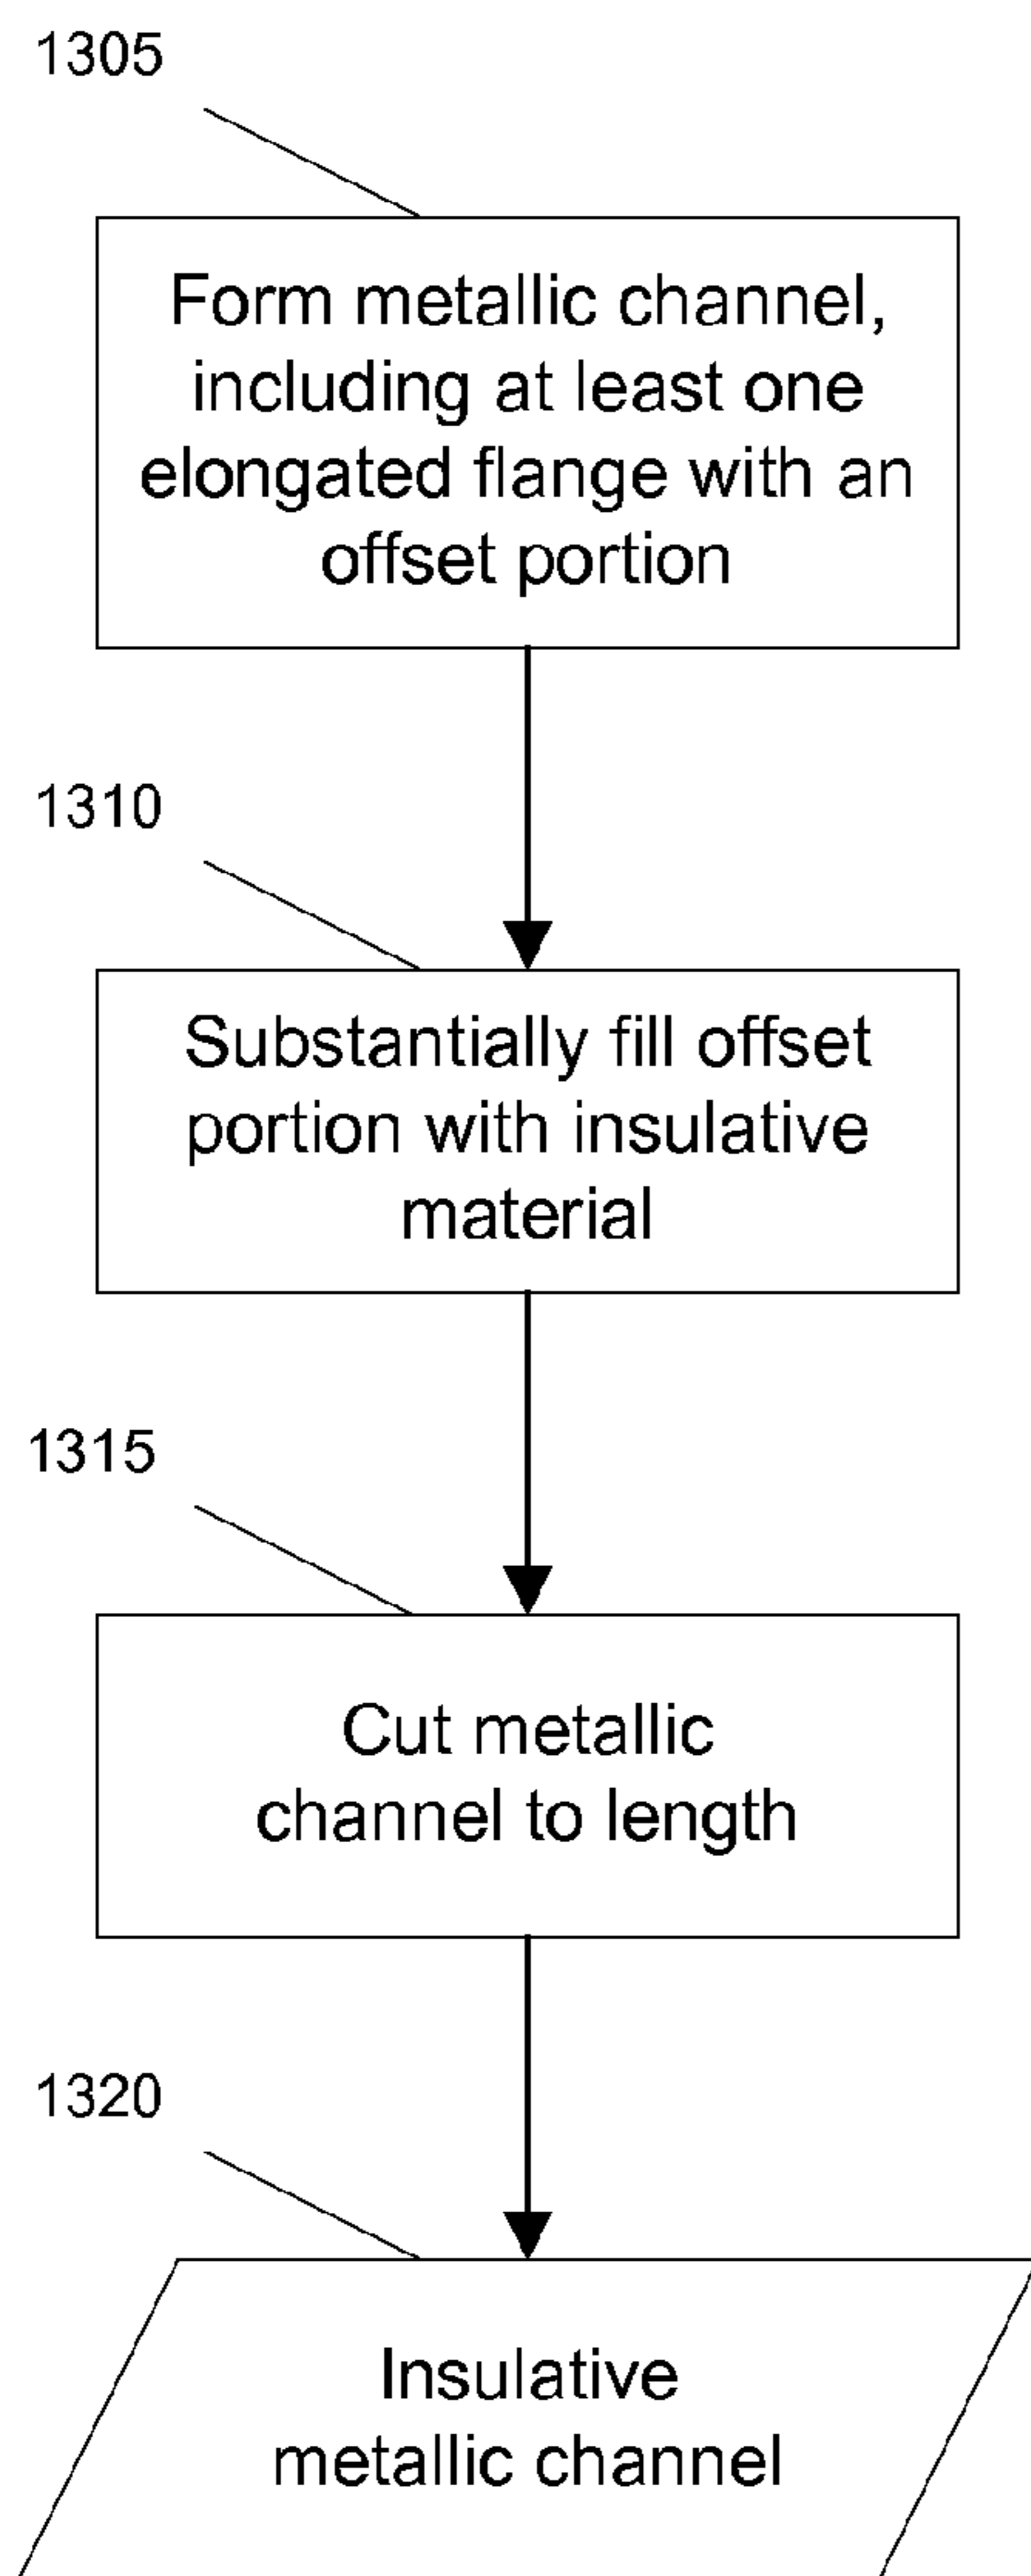 1305
Form metallic channel,
including at least one
elongated flange with an
offset portion
1310
Substantially fill offset
portion with insulative
material
1315
Cut metallic
channel to length
1320
Insulative
metallic channel